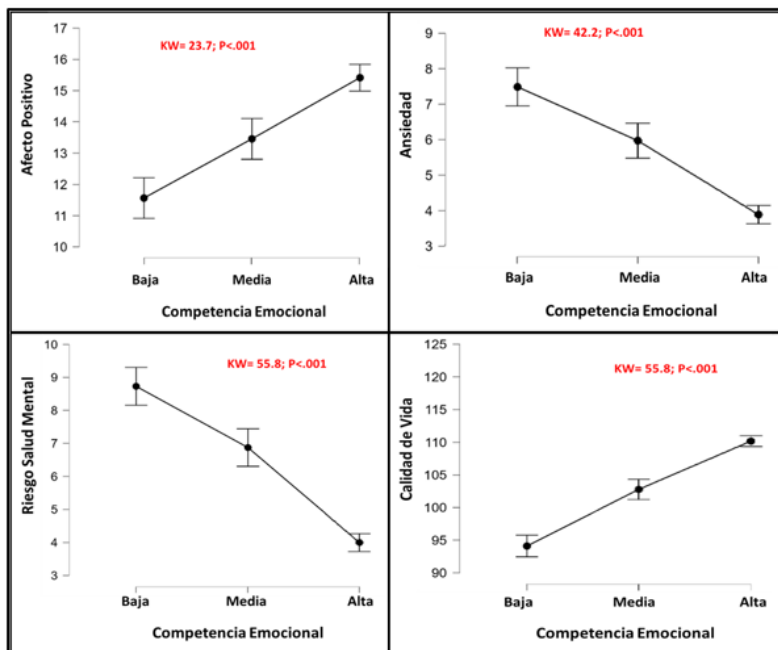 KW= 23.7; P<.001
Afecto Positivo
17
16
15
14
13
12
11
10
Baja Media Alta
Competencia Emocional
KW= 42.2; P<.001
Ansiedad
9
8
7
6
5
4
3
Baja Media Alta
Competencia Emocional
KW= 55.8; P<.001
Riesgo Salud Mental
10
9
8
7
6
5
4
3
Baja Media Alta
Competencia Emocional
KW= 55.8; P<.001
Calidad de Vida
125
120
115
110
105
100
95
90
Baja Media Alta
Competencia Emocional